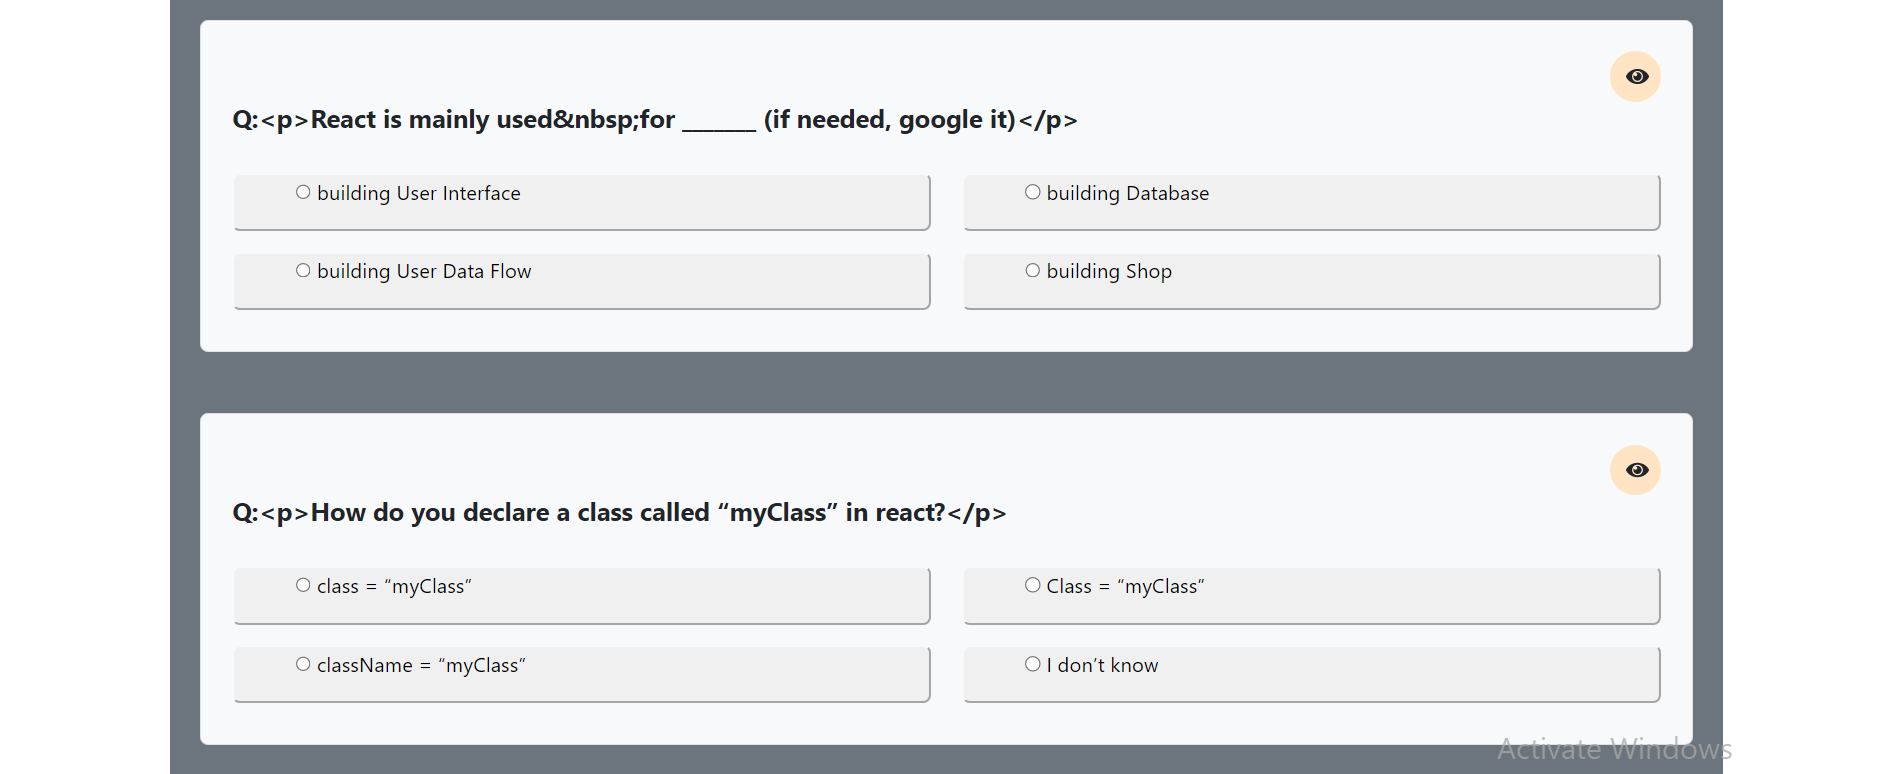 Q:<p>React is mainly used&nbsp;for _______ (if needed, google it)</p>
building User Interface
building Database
building User Data Flow
building Shop
Q:<p>How do you declare a class called “myClass” in react?</p>
class = “myClass”
Class = “myClass”
className = “myClass”
I don’t know
Activate Windows